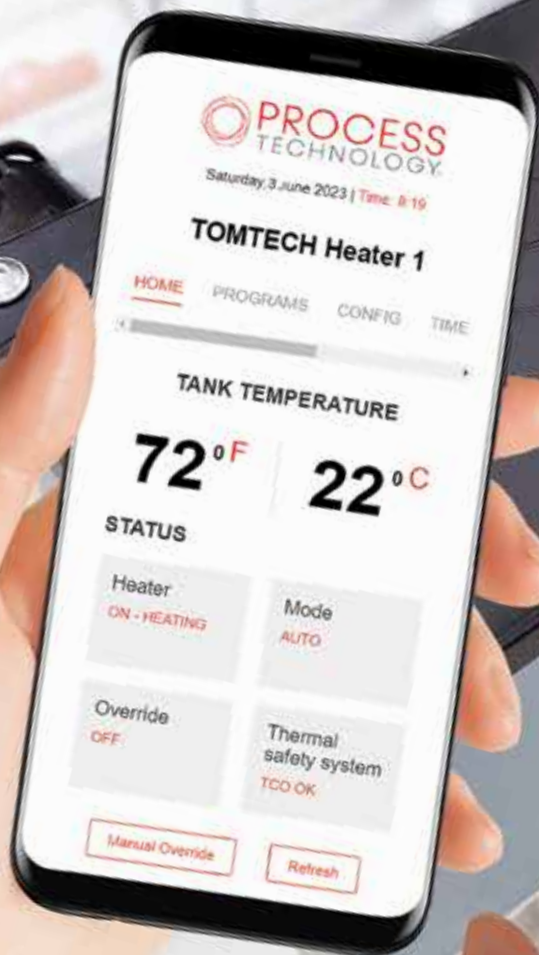 PROCESS
TECHNOLOGY
Saturday, 3 June 2023 | Time: 8:19
TOMTECH Heater 1
HOME PROGRAMS CONFIG TIME
TANK TEMPERATURE
72°F 22°C
STATUS
Heater
ON - HEATING
Mode
AUTO
Override
OFF
Thermal
safety system
TCO OK
Manual Override Refresh